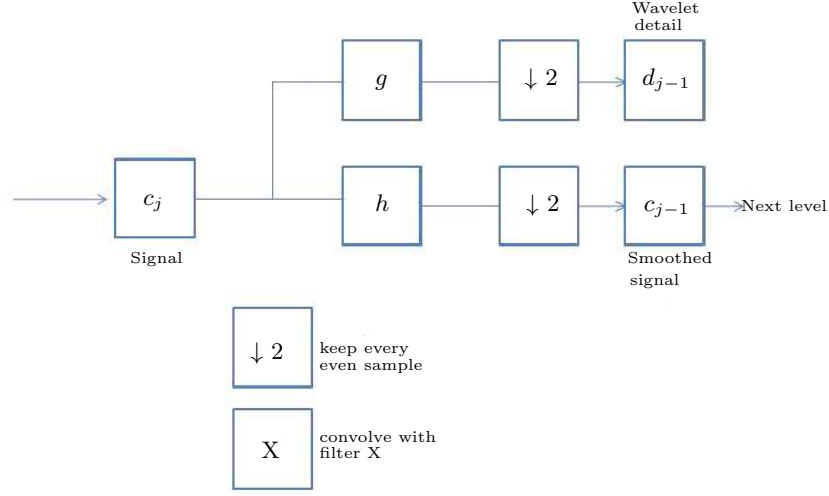 Wavelet
detail
g
↓ 2
d_{j−1}
c_j
h
↓ 2
c_{j−1}
Next level
Signal
Smoothed
signal
↓ 2
keep every
even sample
X
convolve with
filter X